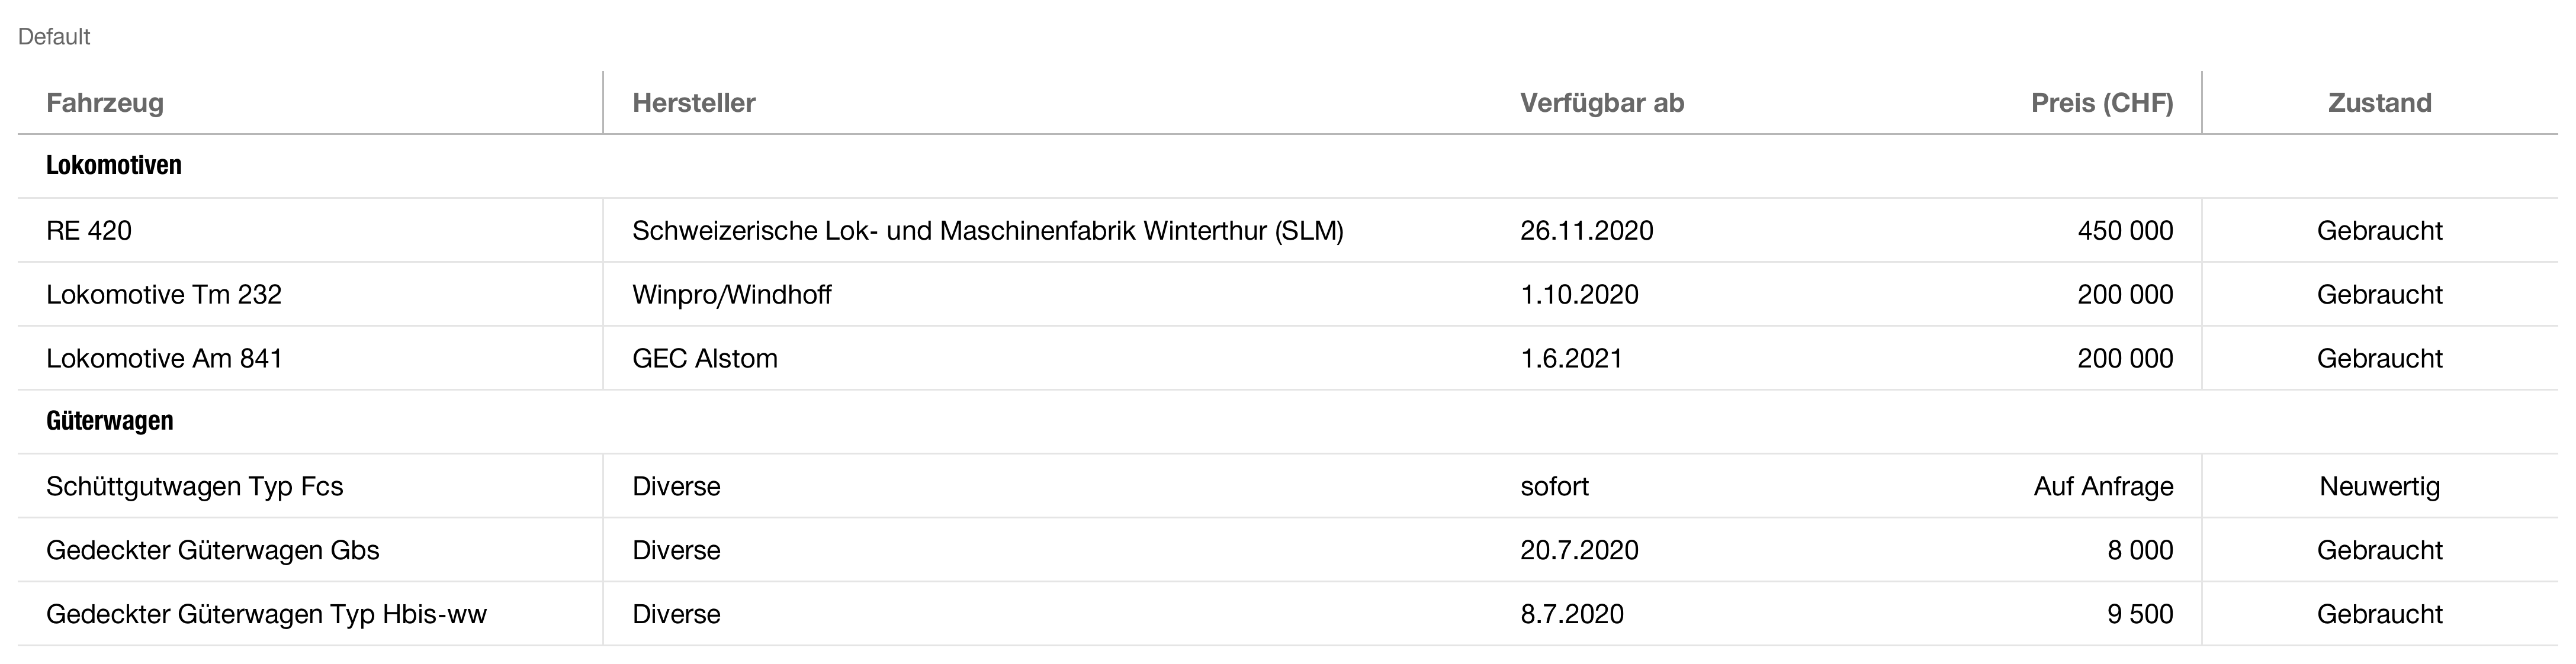 Default
Fahrzeug Hersteller Verfügbar ab Preis (CHF) Zustand
Lokomotiven
RE 420 Schweizerische Lok- und Maschinenfabrik Winterthur (SLM) 26.11.2020 450 000 Gebraucht
Lokomotive Tm 232 Winpro/Windhoff 1.10.2020 200 000 Gebraucht
Lokomotive Am 841 GEC Alstom 1.6.2021 200 000 Gebraucht
Güterwagen
Schüttgutwagen Typ Fcs Diverse sofort Auf Anfrage Neuwertig
Gedeckter Güterwagen Gbs Diverse 20.7.2020 8 000 Gebraucht
Gedeckter Güterwagen Typ Hbis-ww Diverse 8.7.2020 9 500 Gebraucht